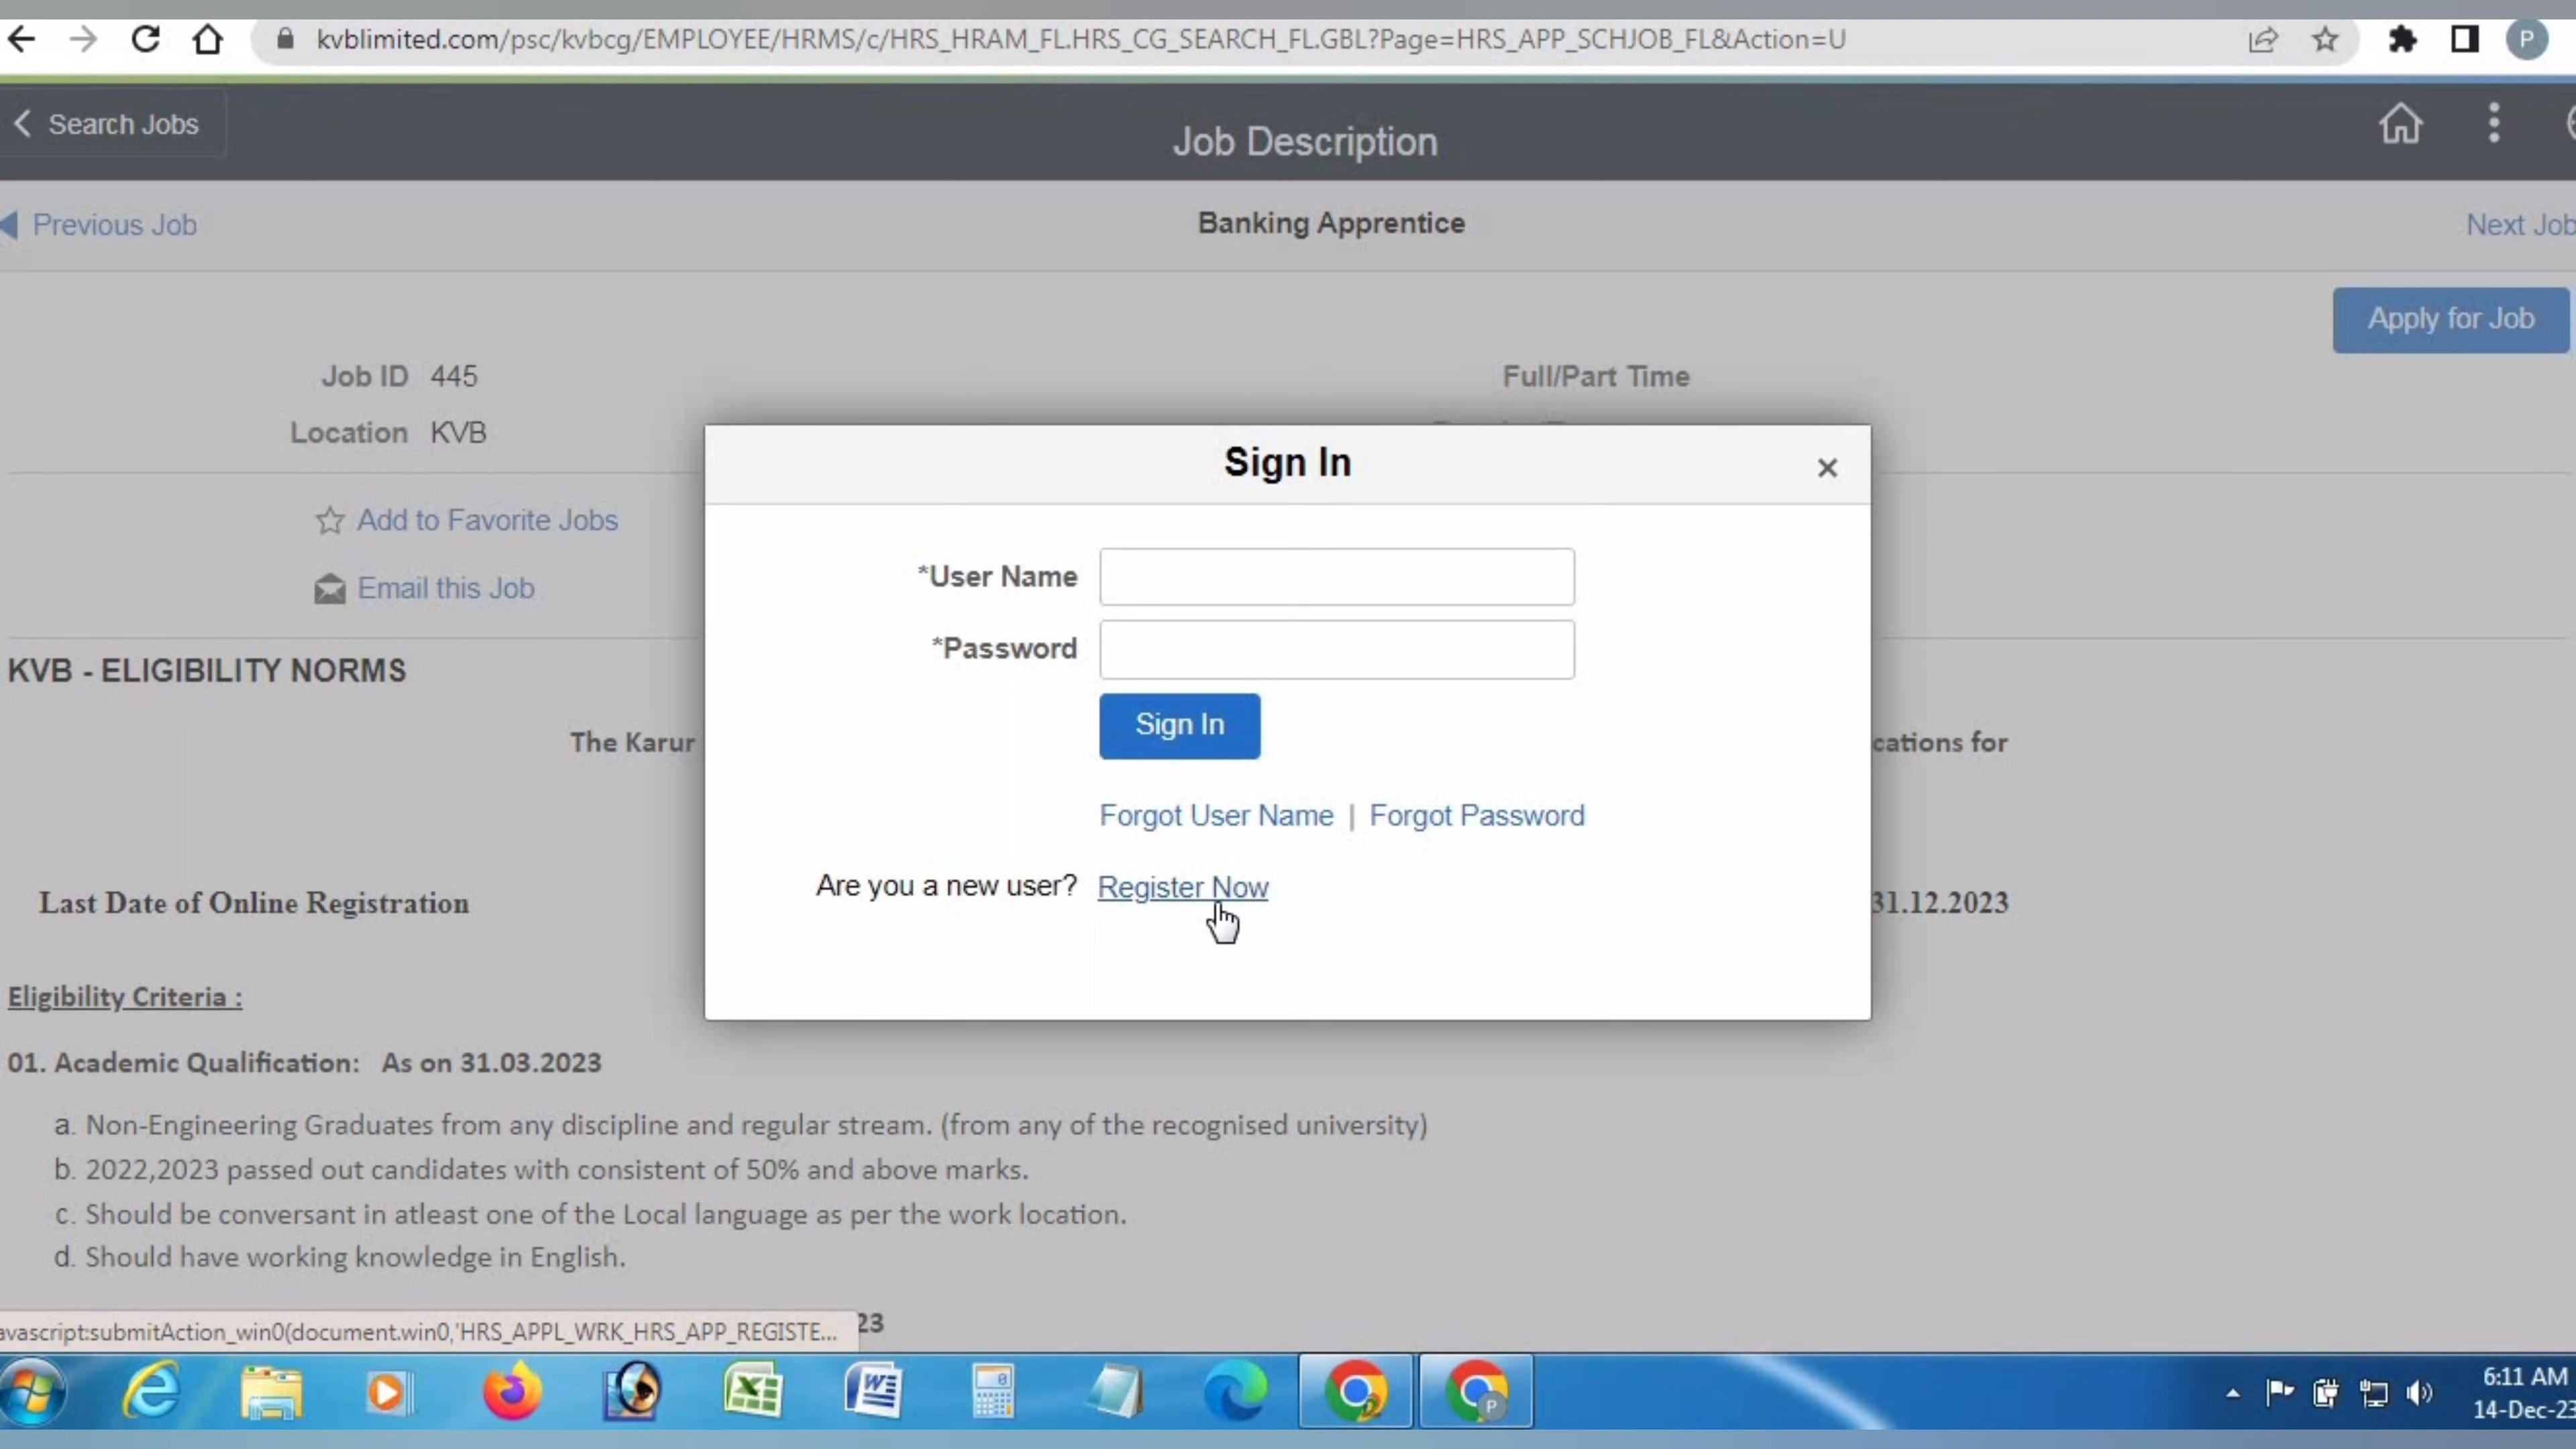 kvblimited.com/psc/kvbcg/EMPLOYEE/HRMS/c/HRS_HRAM_FL.HRS_CG_SEARCH_FL.GBL?Page=HRS_APP_SCHJOB_FL&Action=U
P
Search Jobs
Job Description
Previous Job
Banking Apprentice
Next Job
Apply for Job
Job ID 445
Full/Part Time
Location KVB
Sign In
×
Add to Favorite Jobs
*User Name
Email this Job
*Password
KVB - ELIGIBILITY NORMS
Sign In
The Karur
cations for
Forgot User Name | Forgot Password
Are you a new user? Register Now
Last Date of Online Registration
31.12.2023
Eligibility Criteria :
01. Academic Qualification: As on 31.03.2023
a. Non-Engineering Graduates from any discipline and regular stream. (from any of the recognised university)
b. 2022,2023 passed out candidates with consistent of 50% and above marks.
c. Should be conversant in atleast one of the Local language as per the work location.
d. Should have working knowledge in English.
avascript:submitAction_win0(document.win0,'HRS_APPL_WRK_HRS_APP_REGISTE...
23
6:11 AM
14-Dec-23